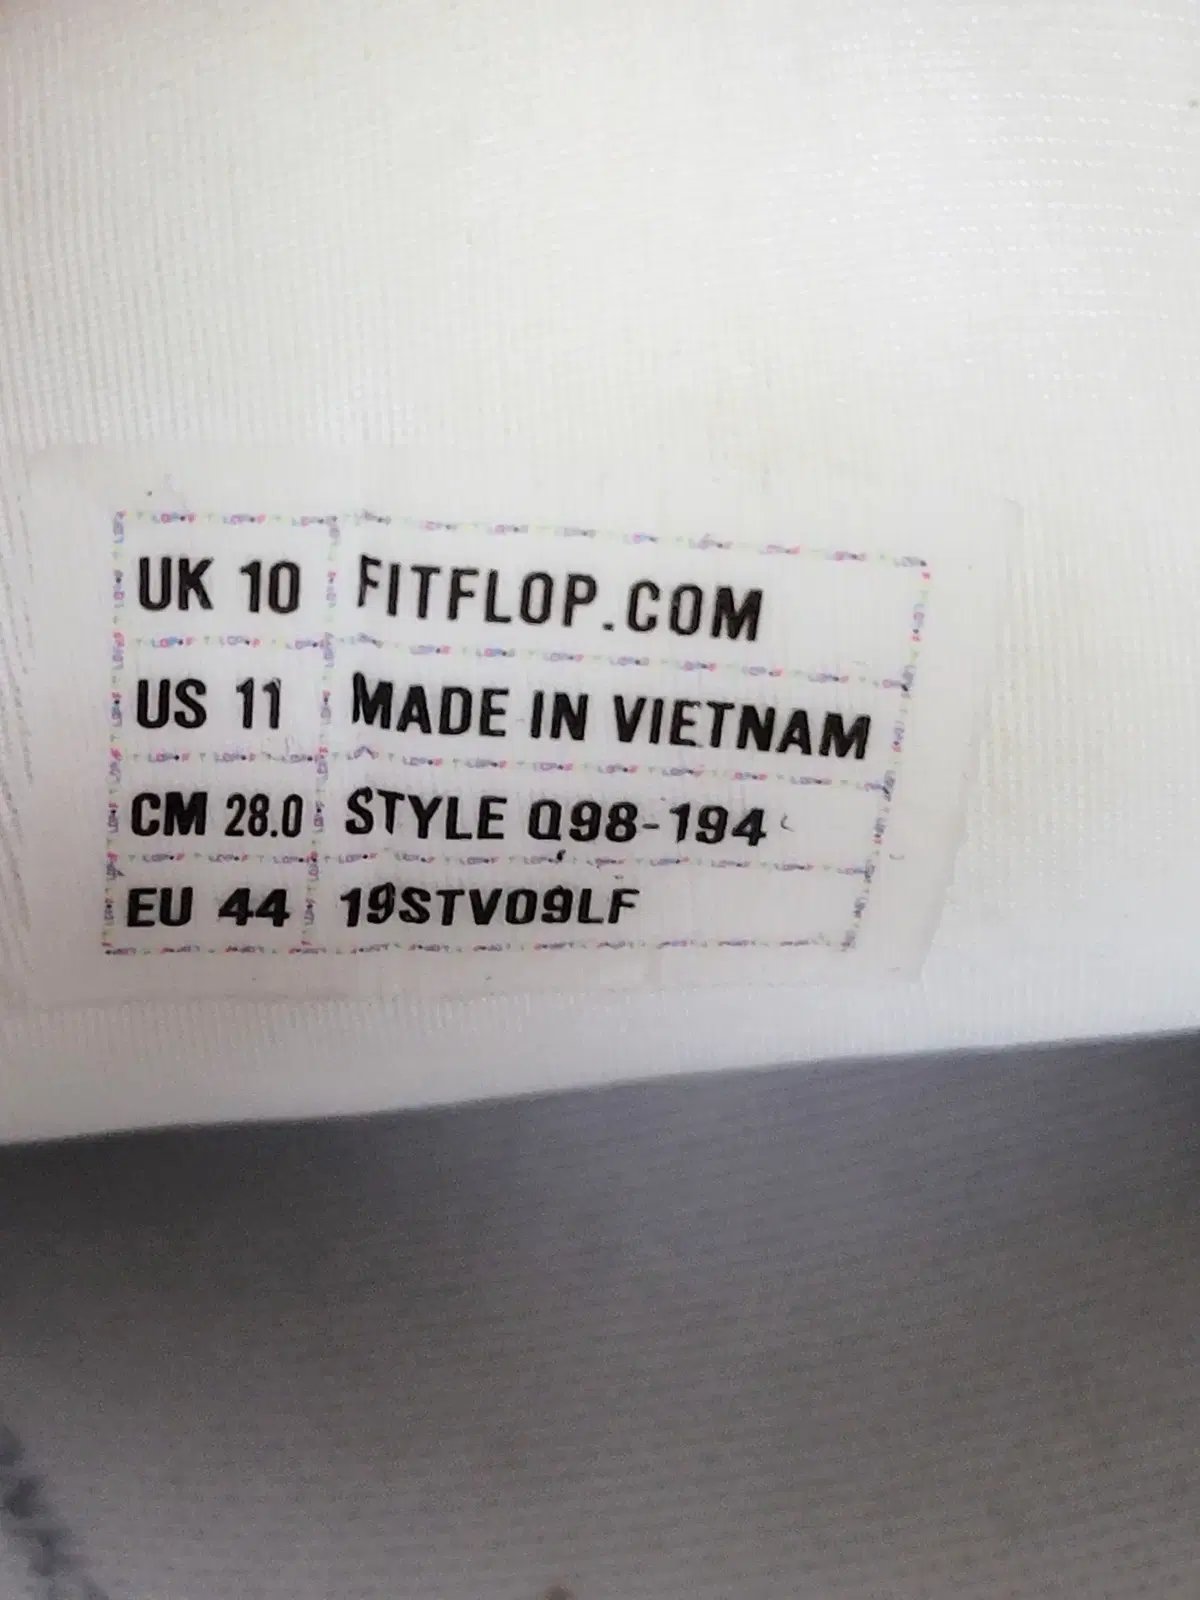 UK 10 FITFLOP.COM
US 11 MADE IN VIETNAM
CM 28.0 STYLE Q98-194
EU 44 19STV09LF